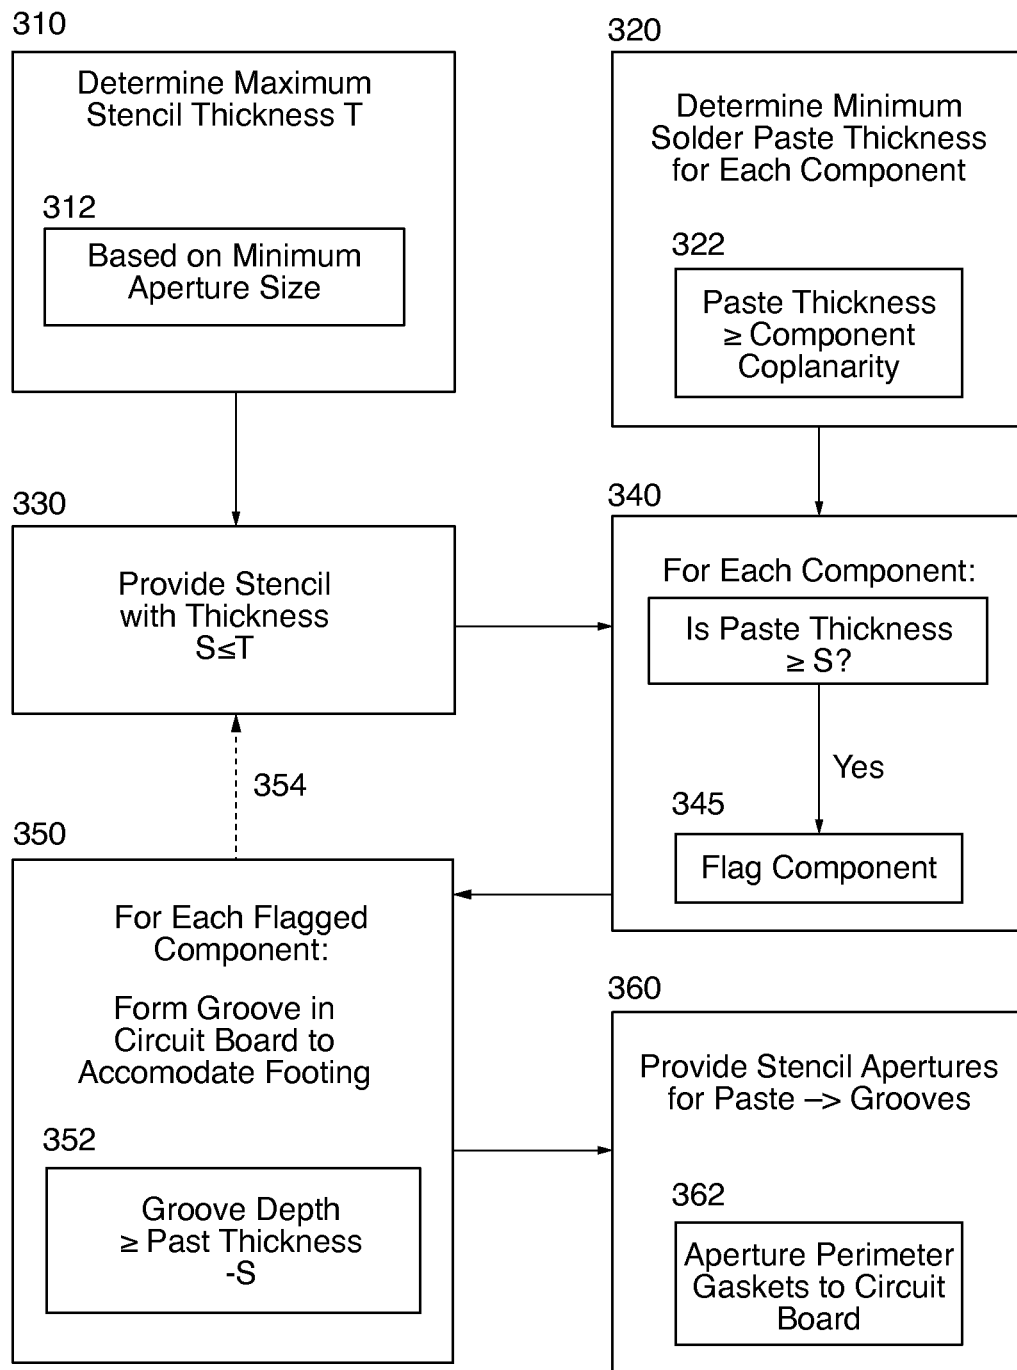 310
Determine Maximum
Stencil Thickness T
312
Based on Minimum
Aperture Size
320
Determine Minimum
Solder Paste Thickness
for Each Component
322
Paste Thickness
≥ Component
Coplanarity
330
Provide Stencil
with Thickness
S≤T
340
For Each Component:
Is Paste Thickness
≥ S?
Yes
345
Flag Component
354
350
For Each Flagged
Component:
Form Groove in
Circuit Board to
Accomodate Footing
352
Groove Depth
≥ Past Thickness
-S
360
Provide Stencil Apertures
for Paste –> Grooves
362
Aperture Perimeter
Gaskets to Circuit
Board